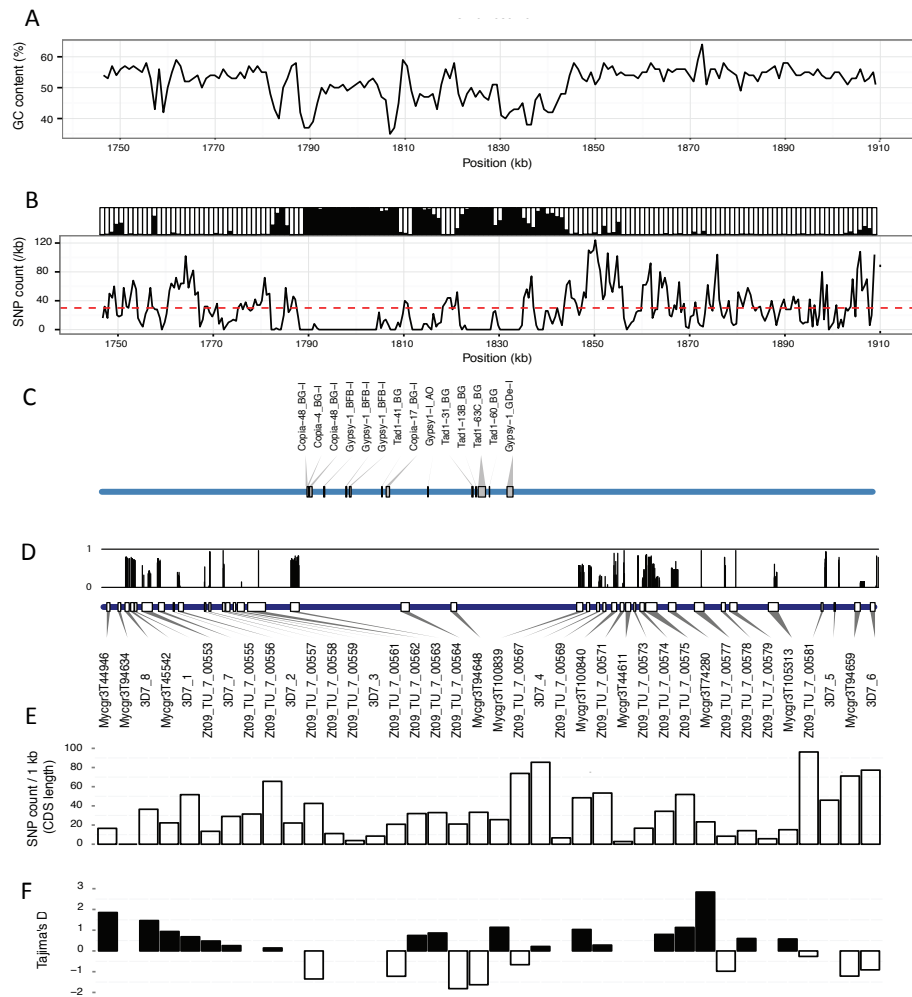 A
GC content (%)
60
50
40
1750
1770
1790
1810
1830
1850
1870
1890
1910
Position (kb)
B
SNP count (/kb)
120
80
40
0
1750
1770
1790
1810
1830
1850
1870
1890
1910
Position (kb)
C
Copia-48_BG-I
Copia-4_BG-I
Copia-48_BG-I
Gypsy-1_BFB-I
Gypsy-1_BFB-I
Gypsy-1_BFB-I
Tad1-41_BG
Copia-17_BG-I
Gypsy1-I_AO
Tad1-31_BG
Tad1-13B_BG
Tad1-63C_BG
Tad1-60_BG
Gypsy-1_GDe-I
D
1
0
Mycgr3T44946
Mycgr3T94634
3D7_8
Mycgr3T45542
3D7_1
Zt09_TU_7_00553
3D7_7
Zt09_TU_7_00555
Zt09_TU_7_00556
3D7_2
Zt09_TU_7_00557
Zt09_TU_7_00558
Zt09_TU_7_00559
3D7_3
Zt09_TU_7_00561
Zt09_TU_7_00562
Zt09_TU_7_00563
Zt09_TU_7_00564
Mycgr3T94648
Mycgr3T100839
Zt09_TU_7_00567
3D7_4
Zt09_TU_7_00569
Mycgr3T100840
Zt09_TU_7_00571
Mycgr3T44611
Zt09_TU_7_00573
Zt09_TU_7_00574
Zt09_TU_7_00575
Mycgr3T74280
Zt09_TU_7_00577
Zt09_TU_7_00578
Zt09_TU_7_00579
Mycgr3T105313
Zt09_TU_7_00581
3D7_5
Mycgr3T94659
3D7_6
E
SNP count / 1 kb
(CDS length)
100
80
60
40
20
0
F
Tajima's D
3
2
1
0
−1
−2